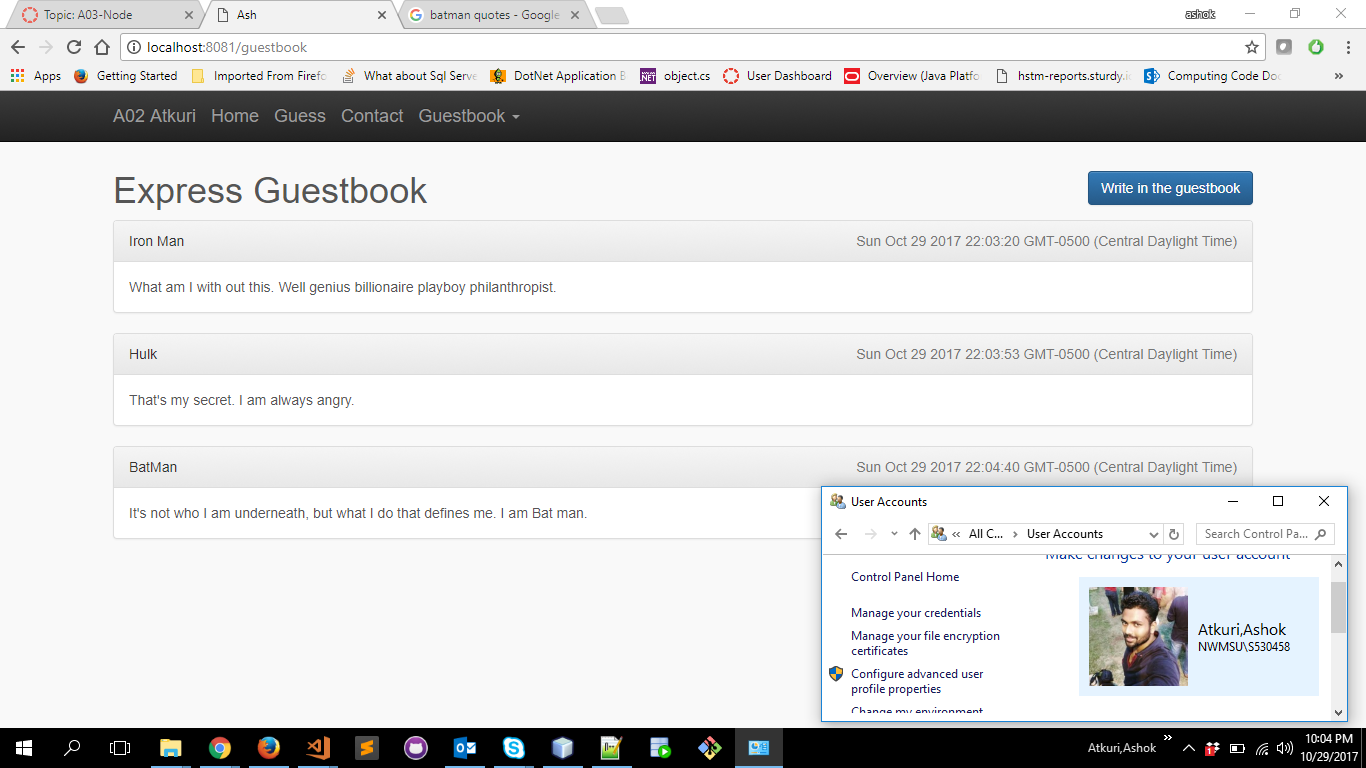 Topic: A03-Node
Ash
batman quotes - Google
ashok
localhost:8081/guestbook
Apps
Getting Started
Imported From Firefo
What about Sql Serve
DotNet Application B
object.cs
User Dashboard
Overview (Java Platfo
hstm-reports.sturdy.i
Computing Code Do
»
A02 Atkuri Home Guess Contact Guestbook
Express Guestbook
Write in the guestbook
Iron Man
Sun Oct 29 2017 22:03:20 GMT-0500 (Central Daylight Time)
What am I with out this. Well genius billionaire playboy philanthropist.
Hulk
Sun Oct 29 2017 22:03:53 GMT-0500 (Central Daylight Time)
That's my secret. I am always angry.
BatMan
Sun Oct 29 2017 22:04:40 GMT-0500 (Central Daylight Time)
It's not who I am underneath, but what I do that defines me. I am Bat man.
User Accounts
« All C... › User Accounts
Search Control Pa...
Make changes to your user account
Control Panel Home
Manage your credentials
Manage your file encryption
certificates
Configure advanced user
profile properties
Change my environment
Atkuri,Ashok
NWMSU\S530458
Atkuri,Ashok
»
10:04 PM
10/29/2017